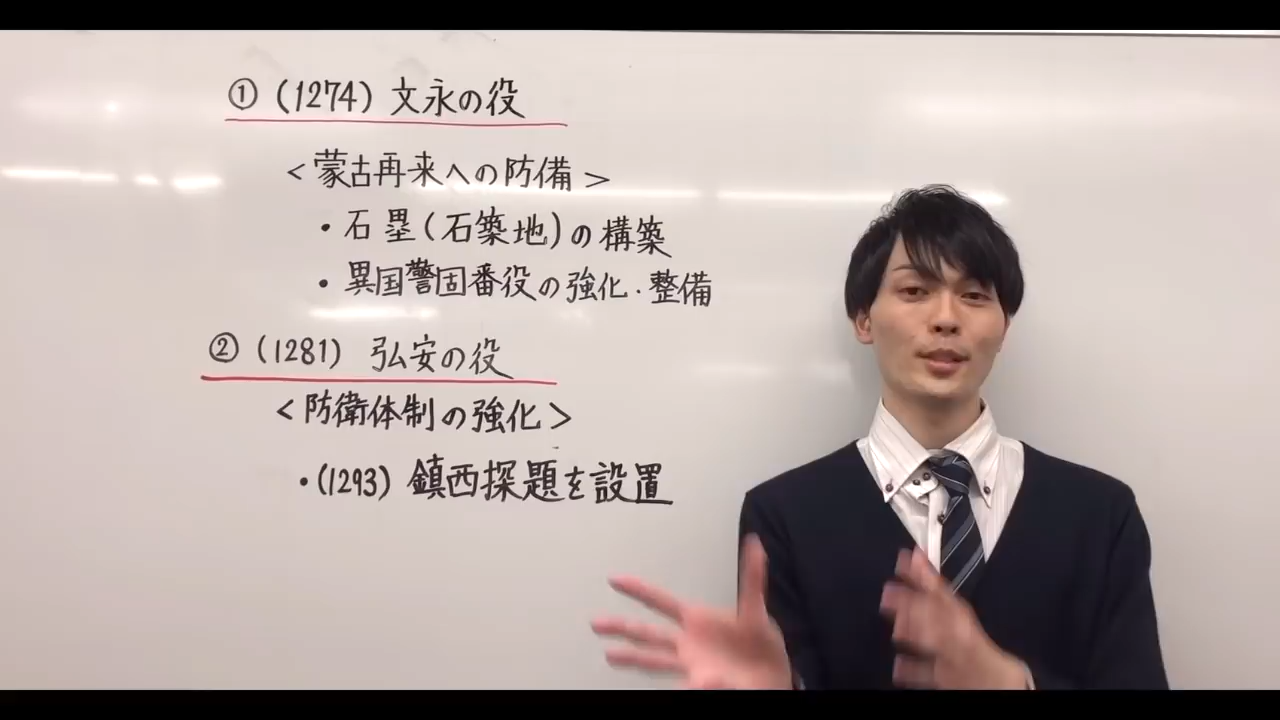 ① (1274) 文永の役
<蒙古再来への防備>
・石塁(石築地)の構築
・異国警固番役の強化・整備
② (1281) 弘安の役
<防衛体制の強化>
・(1293) 鎮西探題を設置